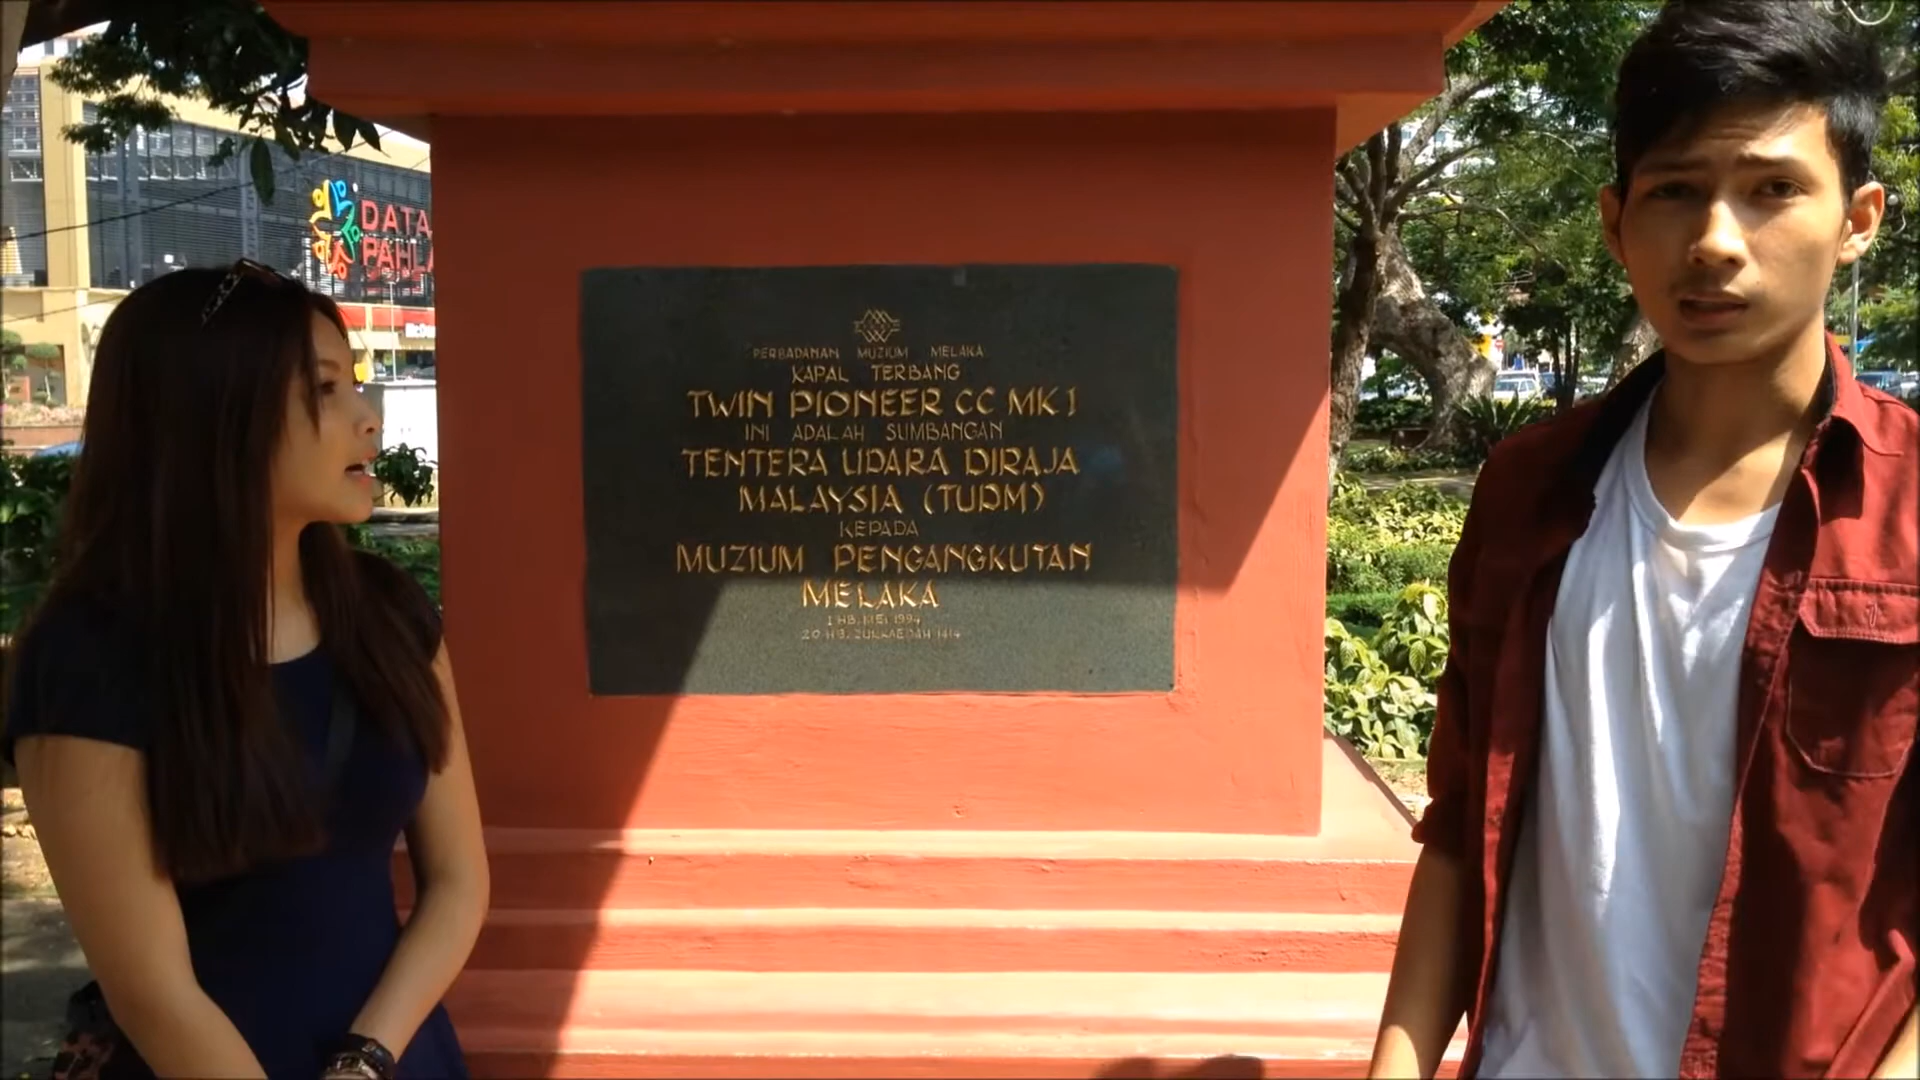 DATA
PAHLA
PERBADANAN MUZIUM MELAKA
KAPAL TERBANG
TWIN PIONEER CC MK 1
INI ADALAH SUMBANGAN
TENTERA UDARA DIRAJA
MALAYSIA (TUDM)
KEPADA
MUZIUM PENGANGKUTAN
MELAKA
1 HB. MEI 1994
20 HB. ZULKAEDAH 1414